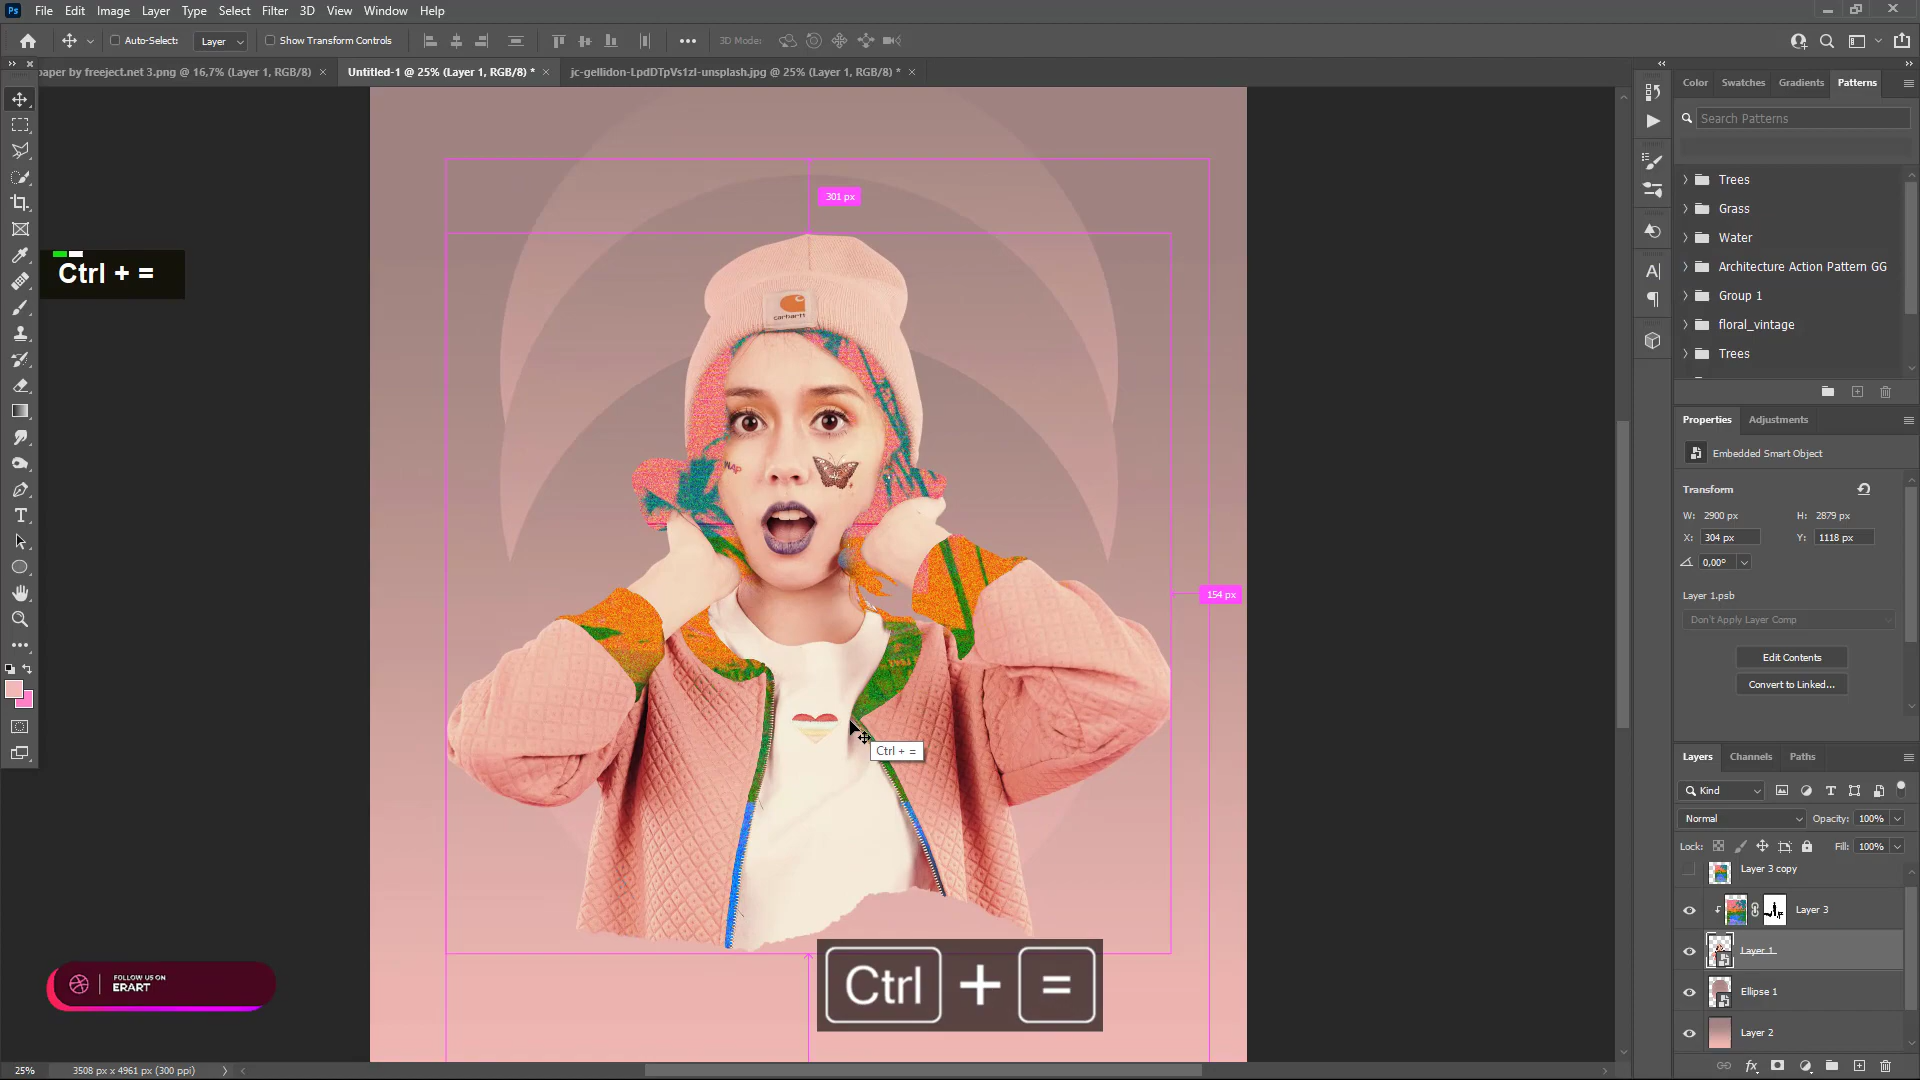 File Edit Image Layer Type Select Filter 3D View Window Help
Auto-Select: Layer Show Transform Controls 3D Mode:
paper by freeject.net 3.png @ 16,7% (Layer 1, RGB/8)
Untitled-1 @ 25% (Layer 1, RGB/8) *
jc-gellidon-LpdDTpVs1zI-unsplash.jpg @ 25% (Layer 1, RGB/8) *
Color Swatches Gradients Patterns
Search Patterns
Trees
Grass
Water
Architecture Action Pattern GG
Group 1
floral_vintage
Trees
Ctrl + =
301 px
carhartt
154 px
Ctrl + =
Properties Adjustments
Embedded Smart Object
Transform
W: 2900 px H: 2879 px
X: 304 px Y: 1118 px
0,00°
Layer 1.psb
Don't Apply Layer Comp
Edit Contents
Convert to Linked...
Layers Channels Paths
Kind
Normal Opacity: 100%
Lock: Fill: 100%
Layer 3 copy
Layer 3
Layer 1
Ellipse 1
Layer 2
FOLLOW US ON
ERART
Ctrl + =
25% 3508 px x 4961 px (300 ppi)